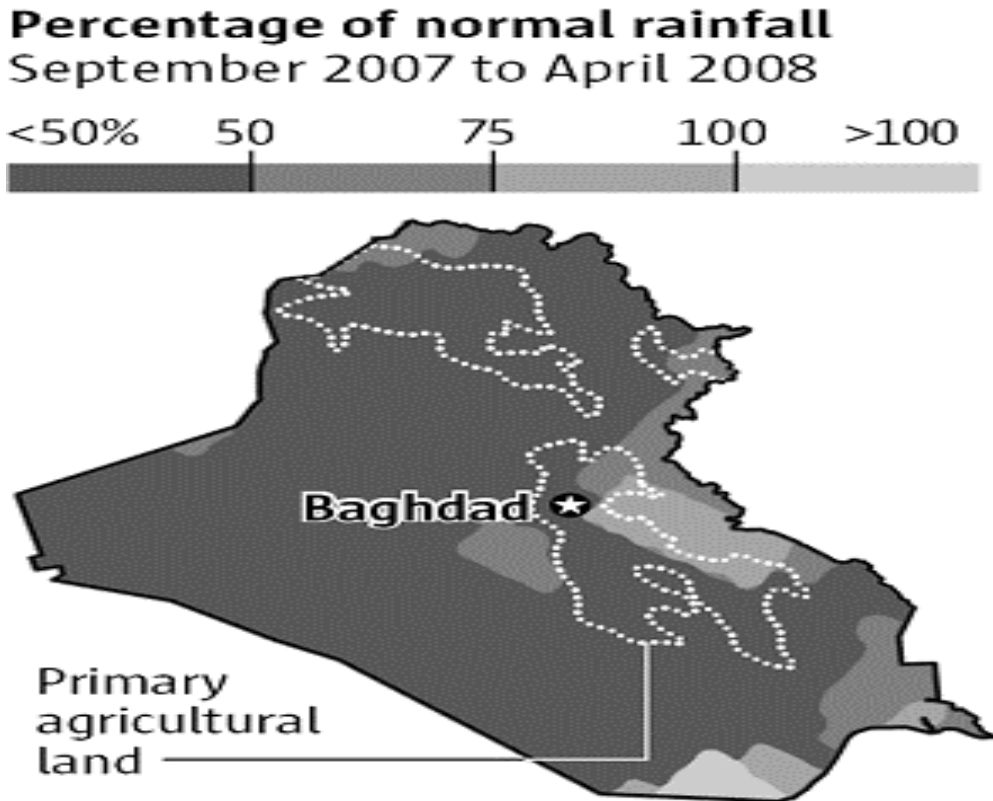 Percentage of normal rainfall
September 2007 to April 2008
<50% 50 75 100 >100
Baghdad
Primary
agricultural
land